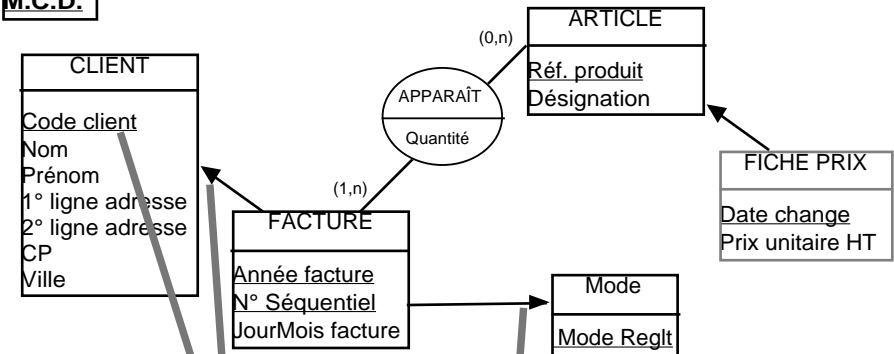 M.C.D.
ARTICLE
(0,n)
CLIENT
Réf. produit
Désignation
APPARAÎT
Quantité
Code client
Nom
Prénom
1° ligne adresse
2° ligne adresse
CP
Ville
FICHE PRIX
Date change
Prix unitaire HT
(1,n)
FACTURE
Année facture
N° Séquentiel
JourMois facture
Mode
Mode Reglt